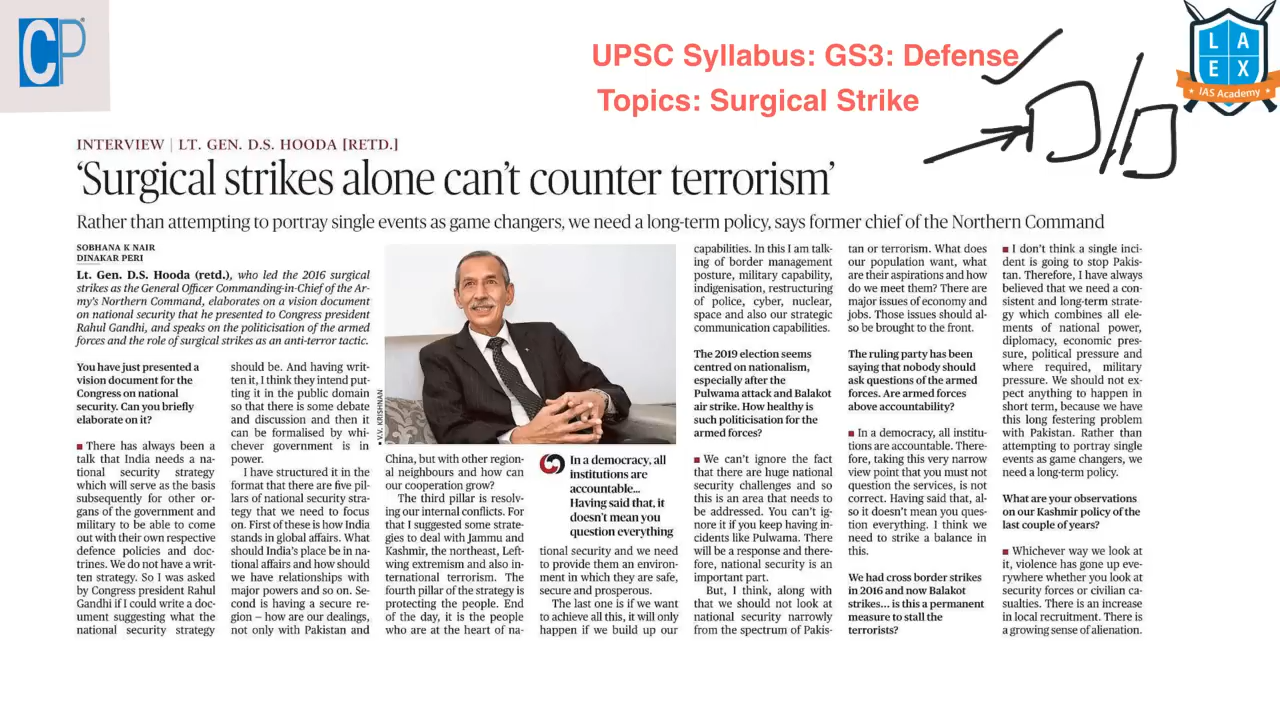 CP
UPSC Syllabus: GS3: Defense
Topics: Surgical Strike
LA
EX
IAS Academy
INTERVIEW | LT. GEN. D.S. HOODA [RETD.]
‘Surgical strikes alone can’t counter terrorism’
Rather than attempting to portray single events as game changers, we need a long-term policy, says former chief of the Northern Command
SOBHANA K NAIR
DINAKAR PERI
Lt. Gen. D.S. Hooda (retd.), who led the 2016 surgical
strikes as the General Officer Commanding-in-Chief of the Ar-
my's Northern Command, elaborates on a vision document
on national security that he presented to Congress president
Rahul Gandhi, and speaks on the politicisation of the armed
forces and the role of surgical strikes as an anti-terror tactic.
You have just presented a
vision document for the
Congress on national
security. Can you briefly
elaborate on it?
■ There has always been a
talk that India needs a na-
tional security strategy
which will serve as the basis
subsequently for other or-
gans of the government and
military to be able to come
out with their own respective
defence policies and doc-
trines. We do not have a writ-
ten strategy. So I was asked
by Congress president Rahul
Gandhi if I could write a doc-
ument suggesting what the
national security strategy
should be. And having writ-
ten it, I think they intend put-
ting it in the public domain
so that there is some debate
and discussion and then it
can be formalised by whi-
chever government is in
power.
I have structured it in the
format that there are five pil-
lars of national security stra-
tegy that we need to focus
on. First of these is how India
stands in global affairs. What
should India's place be in na-
tional affairs and how should
we have relationships with
major powers and so on. Se-
cond is having a secure re-
gion – how are our dealings,
not only with Pakistan and
■ V.V. KRISHNAN
China, but with other region-
al neighbours and how can
our cooperation grow?
The third pillar is resolv-
ing our internal conflicts. For
that I suggested some strate-
gies to deal with Jammu and
Kashmir, the northeast, Left-
wing extremism and also in-
ternational terrorism. The
fourth pillar of the strategy is
protecting the people. End
of the day, it is the people
who are at the heart of na-
In a democracy, all
institutions are
accountable...
Having said that, it
doesn't mean you
question everything
tional security and we need
to provide them an environ-
ment in which they are safe,
secure and prosperous.
The last one is if we want
to achieve all this, it will only
happen if we build up our
capabilities. In this I am talk-
ing of border management
posture, military capability,
indigenisation, restructuring
of police, cyber, nuclear,
space and also our strategic
communication capabilities.
The 2019 election seems
centred on nationalism,
especially after the
Pulwama attack and Balakot
air strike. How healthy is
such politicisation for the
armed forces?
■ We can't ignore the fact
that there are huge national
security challenges and so
this is an area that needs to
be addressed. You can't ig-
nore it if you keep having in-
cidents like Pulwama. There
will be a response and there-
fore, national security is an
important part.
But, I think, along with
that we should not look at
national security narrowly
from the spectrum of Pakis-
tan or terrorism. What does
our population want, what
are their aspirations and how
do we meet them? There are
major issues of economy and
jobs. Those issues should al-
so be brought to the front.
The ruling party has been
saying that nobody should
ask questions of the armed
forces. Are armed forces
above accountability?
■ In a democracy, all institu-
tions are accountable. There-
fore, taking this very narrow
view point that you must not
question the services, is not
correct. Having said that, al-
so it doesn't mean you ques-
tion everything. I think we
need to strike a balance in
this.
We had cross border strikes
in 2016 and now Balakot
strikes... is this a permanent
measure to stall the
terrorists?
■ I don't think a single inci-
dent is going to stop Pakis-
tan. Therefore, I have always
believed that we need a con-
sistent and long-term strate-
gy which combines all ele-
ments of national power,
diplomacy, economic pres-
sure, political pressure and
where required, military
pressure. We should not ex-
pect anything to happen in
short term, because we have
this long festering problem
with Pakistan. Rather than
attempting to portray single
events as game changers, we
need a long-term policy.
What are your observations
on our Kashmir policy of the
last couple of years?
■ Whichever way we look at
it, violence has gone up eve-
rywhere whether you look at
security forces or civilian ca-
sualties. There is an increase
in local recruitment. There is
a growing sense of alienation.